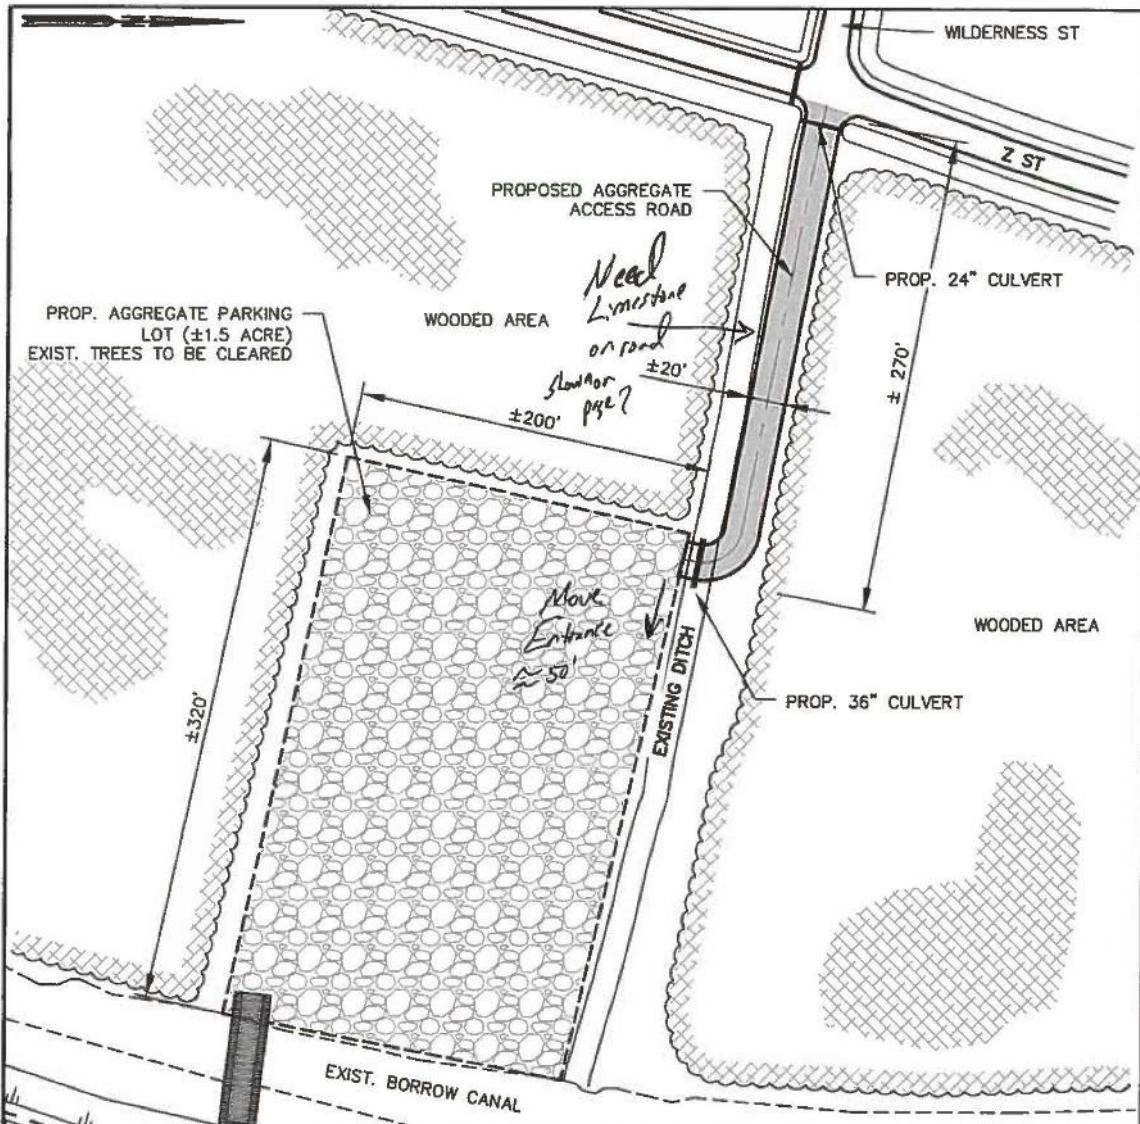 N
WILDERNESS ST
Z ST
PROPOSED AGGREGATE
ACCESS ROAD
PROP. 24" CULVERT
Need
Limestone
on road
PROP. AGGREGATE PARKING
LOT (±1.5 ACRE)
EXIST. TREES TO BE CLEARED
WOODED AREA
±20'
± 270'
±200'
Move
Entrance
≈ 50'
WOODED AREA
EXISTING DITCH
PROP. 36" CULVERT
±320'
EXIST. BORROW CANAL